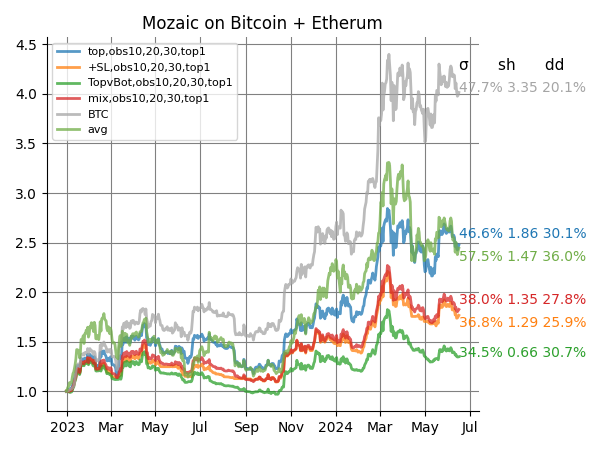 Mozaic on Bitcoin + Etherum
4.5
4.0
3.5
3.0
2.5
2.0
1.5
1.0
top,obs10,20,30,top1
+SL,obs10,20,30,top1
TopvBot,obs10,20,30,top1
mix,obs10,20,30,top1
BTC
avg
σ sh dd
47.7% 3.35 20.1%
46.6% 1.86 30.1%
57.5% 1.47 36.0%
38.0% 1.35 27.8%
36.8% 1.29 25.9%
34.5% 0.66 30.7%
2023 Mar May Jul Sep Nov 2024 Mar May Jul